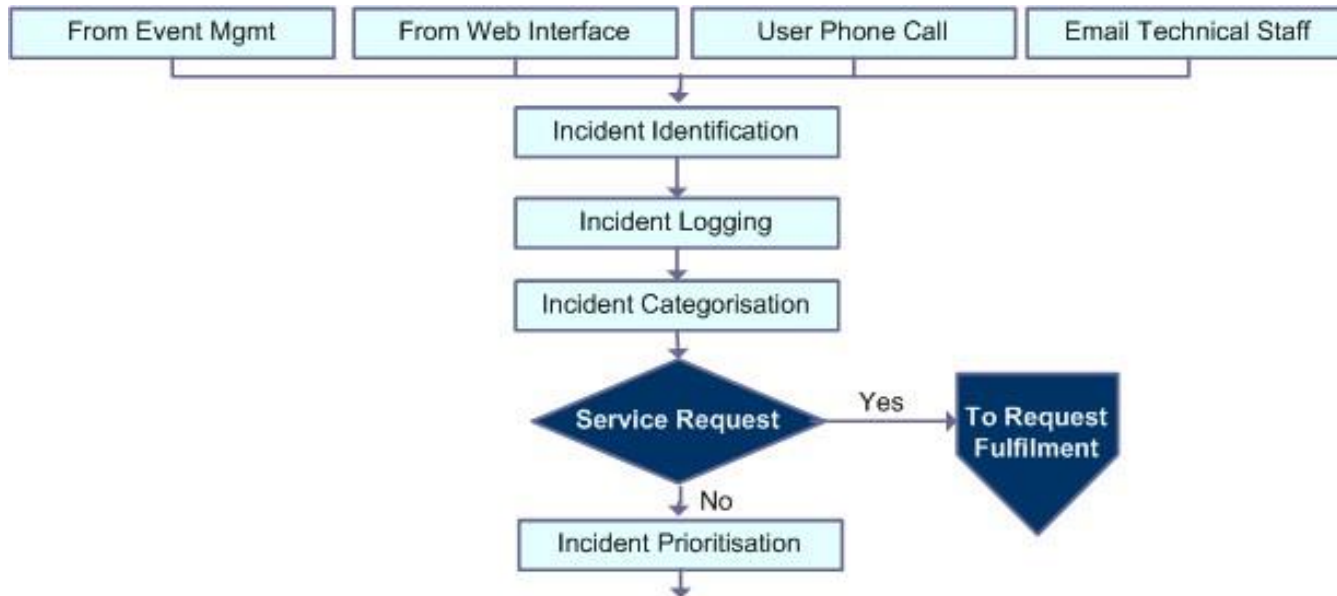 From Event Mgmt
From Web Interface
User Phone Call
Email Technical Staff
Incident Identification
Incident Logging
Incident Categorisation
Service Request
Yes
To Request
Fulfilment
No
Incident Prioritisation